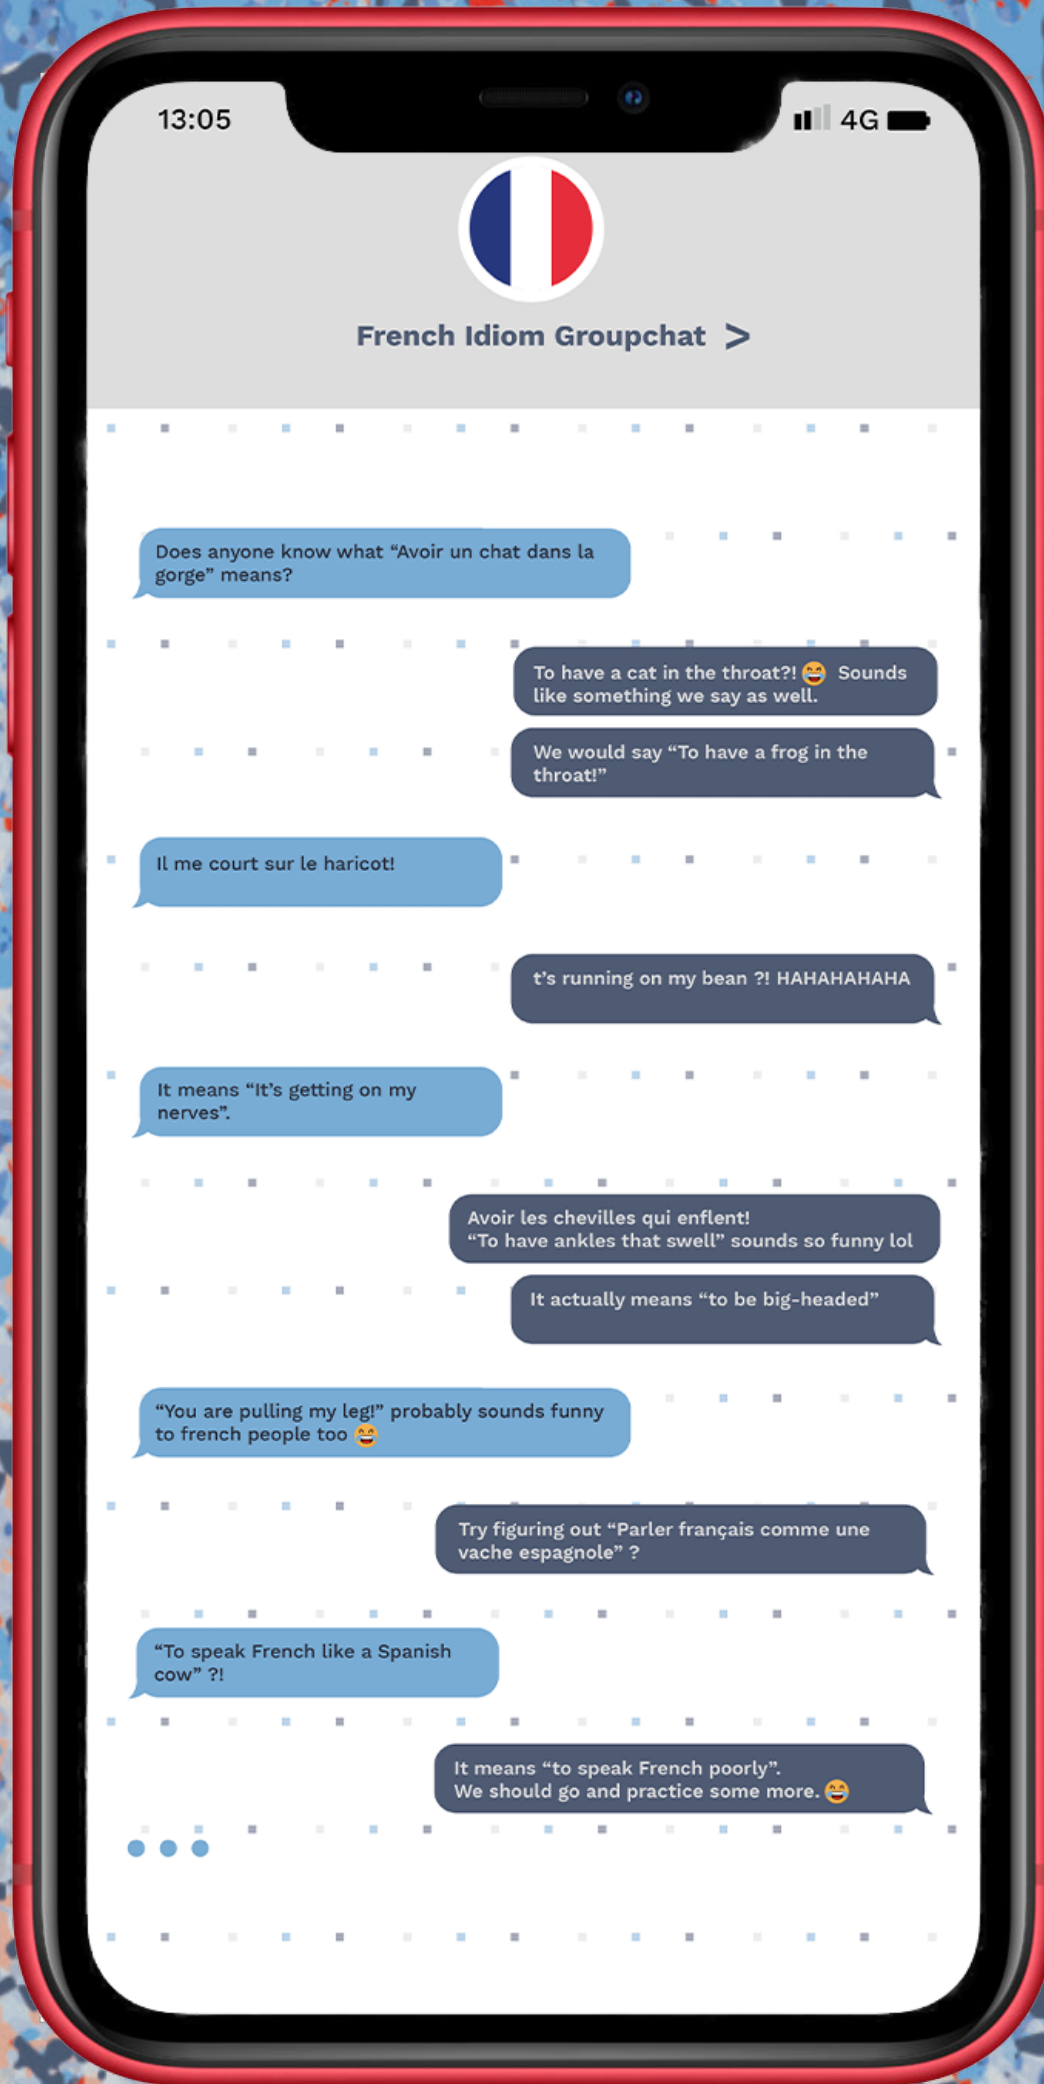 13:05
4G
French Idiom Groupchat >
Does anyone know what “Avoir un chat dans la
gorge” means?
To have a cat in the throat?! 😂 Sounds
like something we say as well.
We would say “To have a frog in the
throat!”
Il me court sur le haricot!
t’s running on my bean ?! HAHAHAHAHA
It means “It’s getting on my
nerves”.
Avoir les chevilles qui enflent!
“To have ankles that swell” sounds so funny lol
It actually means “to be big-headed”
“You are pulling my leg!” probably sounds funny
to french people too 😂
Try figuring out “Parler français comme une
vache espagnole” ?
“To speak French like a Spanish
cow” ?!
It means “to speak French poorly”.
We should go and practice some more. 😂